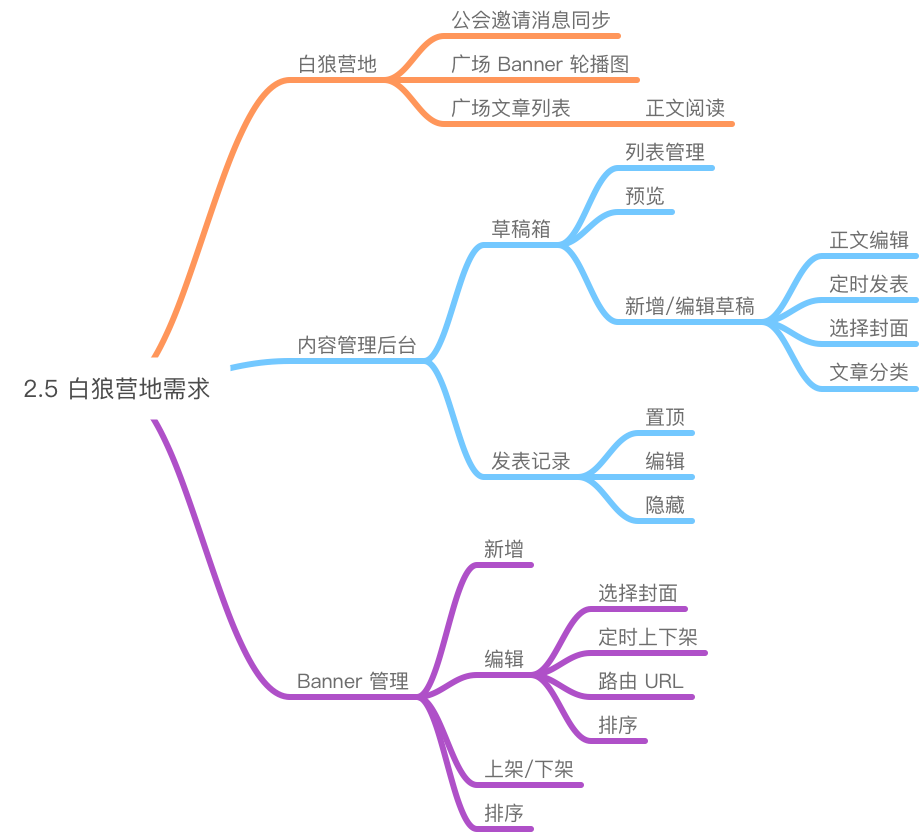 2.5 白狼营地需求
白狼营地
公会邀请消息同步
广场 Banner 轮播图
广场文章列表
正文阅读
内容管理后台
草稿箱
列表管理
预览
新增/编辑草稿
正文编辑
定时发表
选择封面
文章分类
发表记录
置顶
编辑
隐藏
Banner 管理
新增
编辑
选择封面
定时上下架
路由 URL
排序
上架/下架
排序